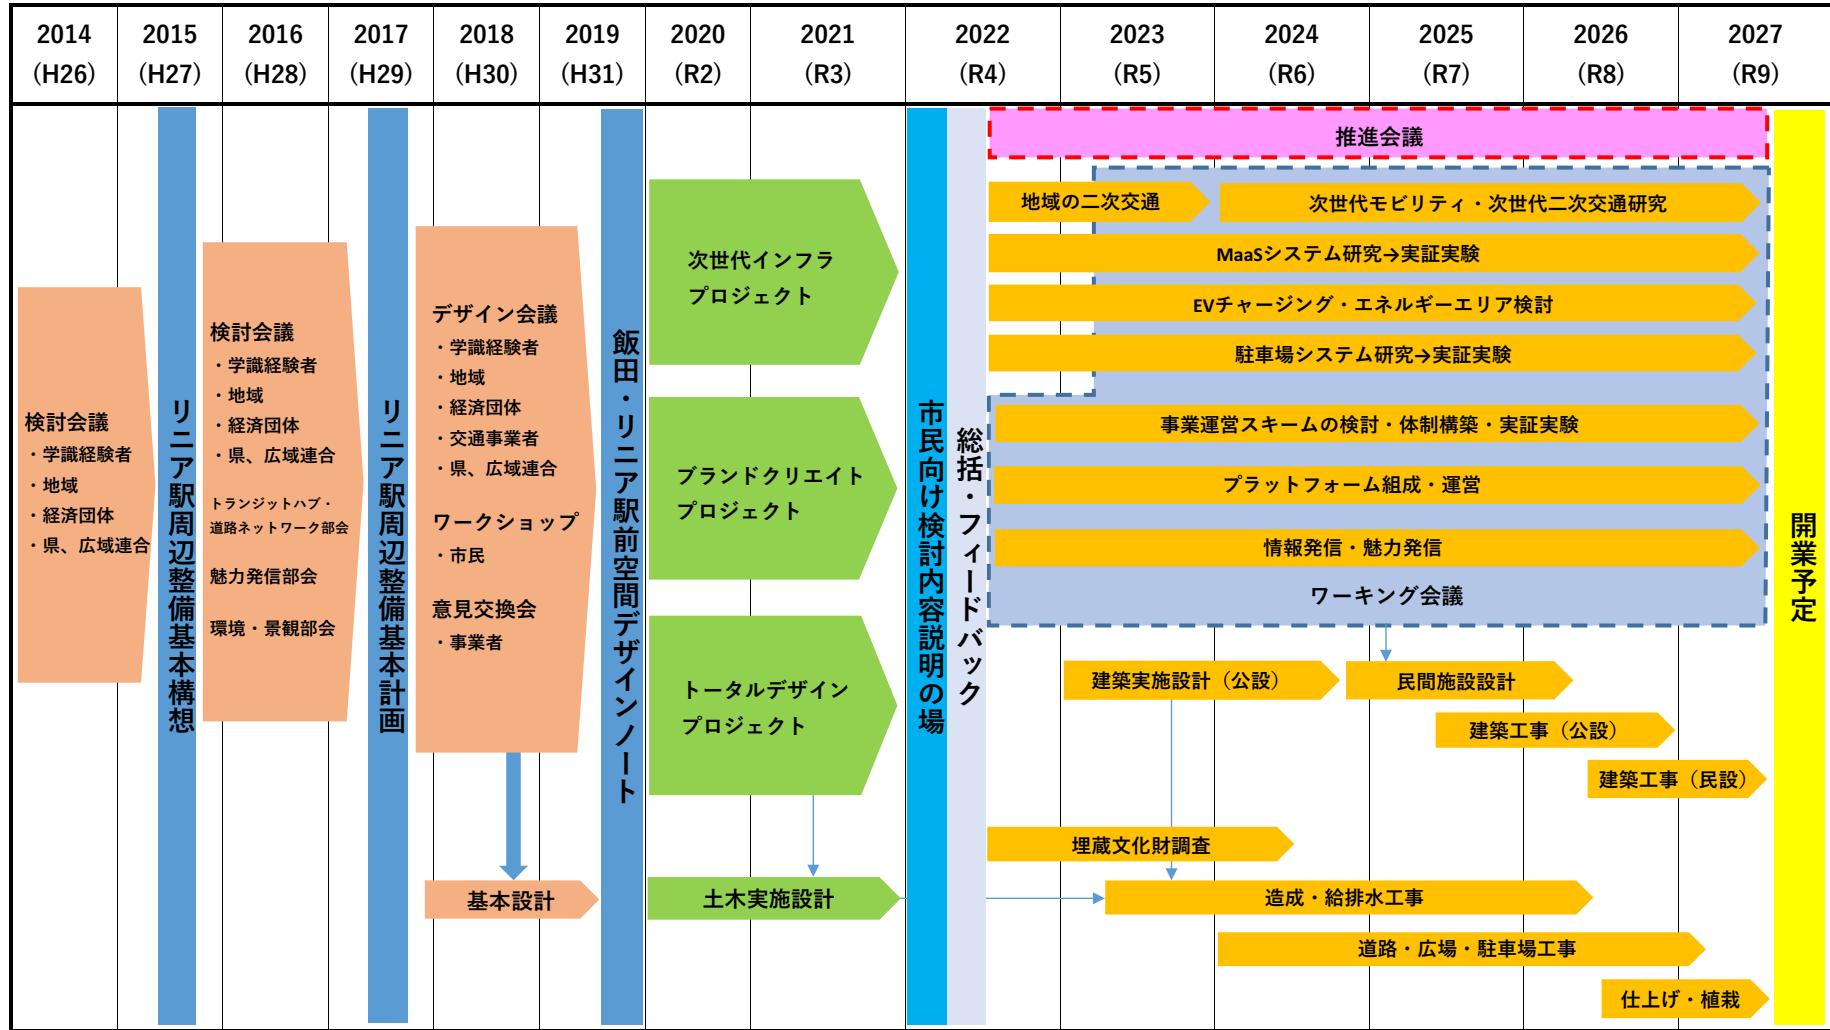 2014 2015 2016 2017 2018 2019 2020 2021 2022 2023 2024 2025 2026 2027
(H26) (H27) (H28) (H29) (H30) (H31) (R2) (R3) (R4) (R5) (R6) (R7) (R8) (R9)
検討会議
・学識経験者
・地域
・経済団体
・県、広域連合
リニア駅周辺整備基本構想
検討会議
・学識経験者
・地域
・経済団体
・県、広域連合
トランジットハブ・
道路ネットワーク部会
魅力発信部会
環境・景観部会
リニア駅周辺整備基本計画
デザイン会議
・学識経験者
・地域
・経済団体
・交通事業者
・県、広域連合
ワークショップ
・市民
意見交換会
・事業者
基本設計
飯田・リニア駅前空間デザインノート
次世代インフラ
プロジェクト
ブランドクリエイト
プロジェクト
トータルデザイン
プロジェクト
土木実施設計
市民向け検討内容説明の場
総括・フィードバック
推進会議
地域の二次交通
次世代モビリティ・次世代二次交通研究
MaaSシステム研究→実証実験
EVチャージング・エネルギーエリア検討
駐車場システム研究→実証実験
事業運営スキームの検討・体制構築・実証実験
プラットフォーム組成・運営
情報発信・魅力発信
ワーキング会議
建築実施設計（公設）
民間施設設計
建築工事（公設）
建築工事（民設）
埋蔵文化財調査
造成・給排水工事
道路・広場・駐車場工事
仕上げ・植栽
開業予定